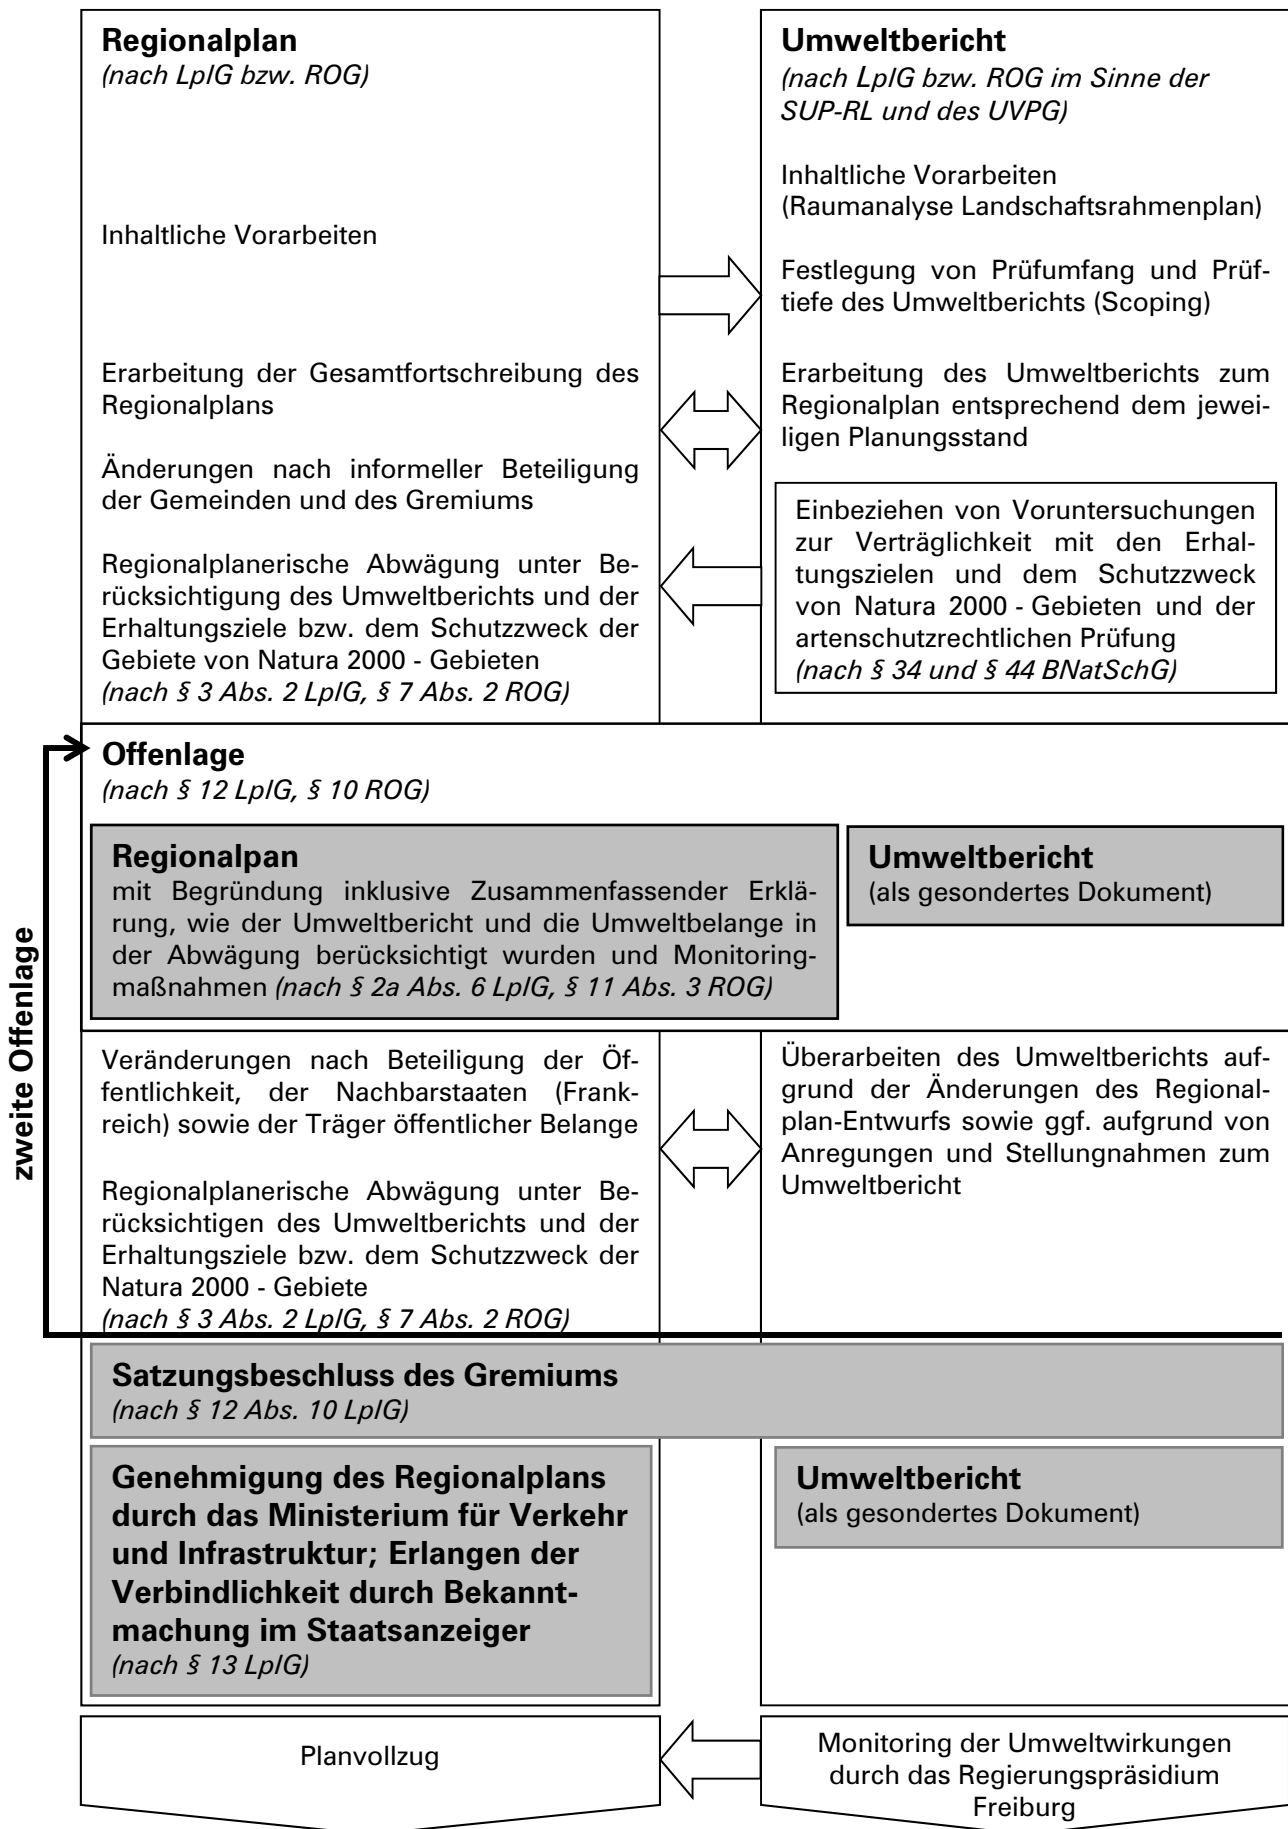 Regionalplan
(nach LplG bzw. ROG)
Inhaltliche Vorarbeiten
Erarbeitung der Gesamtfortschreibung des
Regionalplans
Änderungen nach informeller Beteiligung
der Gemeinden und des Gremiums
Regionalplanerische Abwägung unter Be-
rücksichtigung des Umweltberichts und der
Erhaltungsziele bzw. dem Schutzzweck der
Gebiete von Natura 2000 - Gebieten
(nach § 3 Abs. 2 LplG, § 7 Abs. 2 ROG)
Umweltbericht
(nach LplG bzw. ROG im Sinne der
SUP-RL und des UVPG)
Inhaltliche Vorarbeiten
(Raumanalyse Landschaftsrahmenplan)
Festlegung von Prüfumfang und Prüf-
tiefe des Umweltberichts (Scoping)
Erarbeitung des Umweltberichts zum
Regionalplan entsprechend dem jewei-
ligen Planungsstand
Einbeziehen von Voruntersuchungen
zur Verträglichkeit mit den Erhal-
tungszielen und dem Schutzzweck
von Natura 2000 - Gebieten und der
artenschutzrechtlichen Prüfung
(nach § 34 und § 44 BNatSchG)
Offenlage
(nach § 12 LplG, § 10 ROG)
Regionalpan
mit Begründung inklusive Zusammenfassender Erklä-
rung, wie der Umweltbericht und die Umweltbelange in
der Abwägung berücksichtigt wurden und Monitoring-
maßnahmen (nach § 2a Abs. 6 LplG, § 11 Abs. 3 ROG)
Umweltbericht
(als gesondertes Dokument)
zweite Offenlage
Veränderungen nach Beteiligung der Öf-
fentlichkeit, der Nachbarstaaten (Frank-
reich) sowie der Träger öffentlicher Belange
Regionalplanerische Abwägung unter Be-
rücksichtigen des Umweltberichts und der
Erhaltungsziele bzw. dem Schutzzweck der
Natura 2000 - Gebiete
(nach § 3 Abs. 2 LplG, § 7 Abs. 2 ROG)
Überarbeiten des Umweltberichts auf-
grund der Änderungen des Regional-
plan-Entwurfs sowie ggf. aufgrund von
Anregungen und Stellungnahmen zum
Umweltbericht
Satzungsbeschluss des Gremiums
(nach § 12 Abs. 10 LplG)
Genehmigung des Regionalplans
durch das Ministerium für Verkehr
und Infrastruktur; Erlangen der
Verbindlichkeit durch Bekannt-
machung im Staatsanzeiger
(nach § 13 LplG)
Umweltbericht
(als gesondertes Dokument)
Planvollzug
Monitoring der Umweltwirkungen
durch das Regierungspräsidium
Freiburg